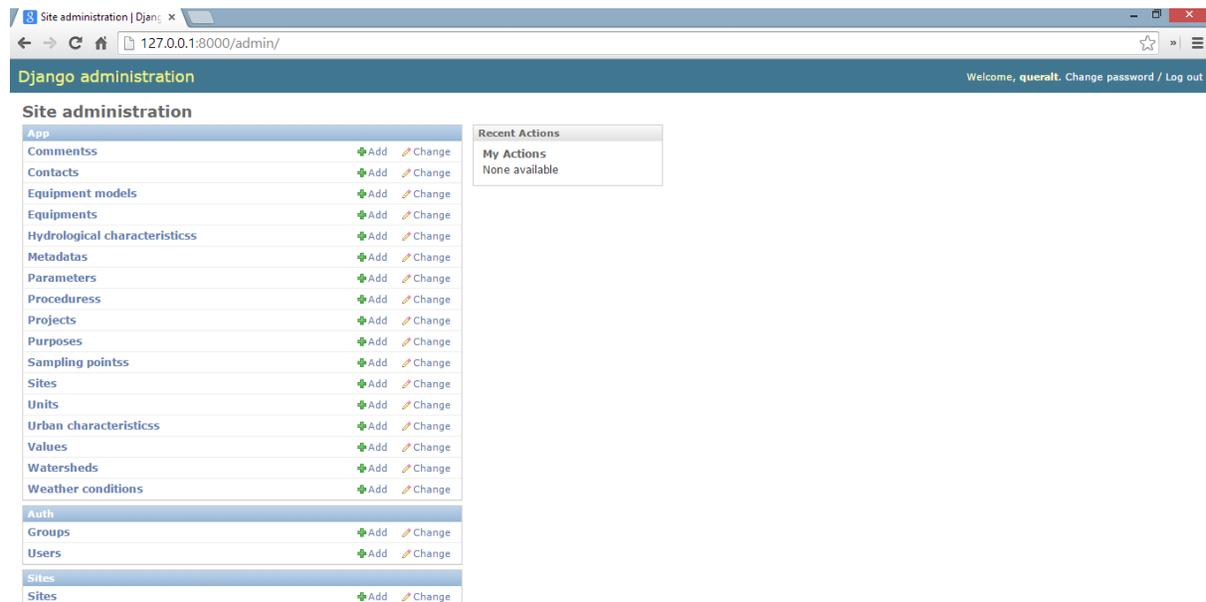 Site administration | Djang
127.0.0.1:8000/admin/
Django administration
Welcome, queralt. Change password / Log out
Site administration
App
Commentss Add Change
Contacts Add Change
Equipment models Add Change
Equipments Add Change
Hydrological characteristicss Add Change
Metadatas Add Change
Parameters Add Change
Proceduress Add Change
Projects Add Change
Purposes Add Change
Sampling pointss Add Change
Sites Add Change
Units Add Change
Urban characteristicss Add Change
Values Add Change
Watersheds Add Change
Weather conditions Add Change
Auth
Groups Add Change
Users Add Change
Sites
Sites Add Change
Recent Actions
My Actions
None available